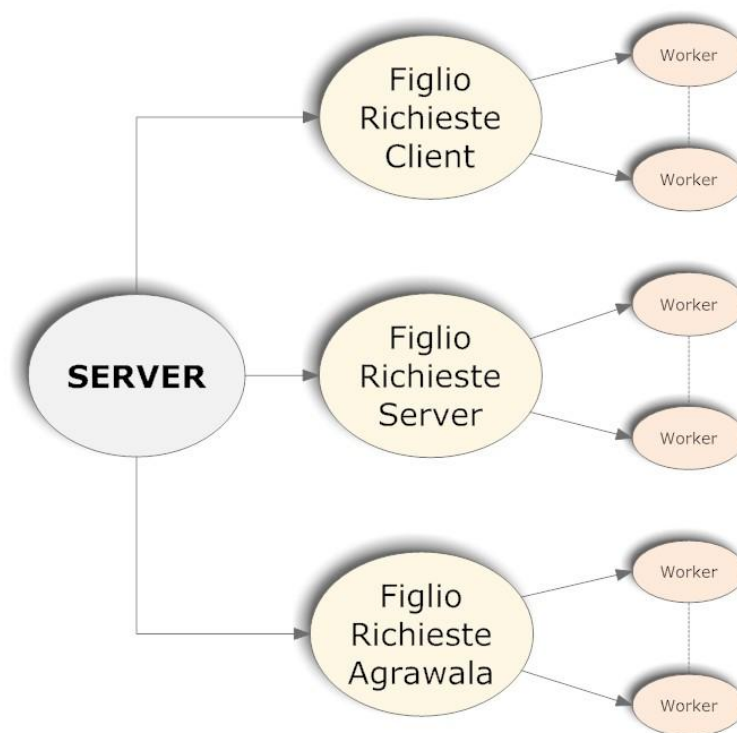 Figlio
Richieste
Client
Worker
Worker
SERVER
Figlio
Richieste
Server
Worker
Worker
Figlio
Richieste
Agrawala
Worker
Worker